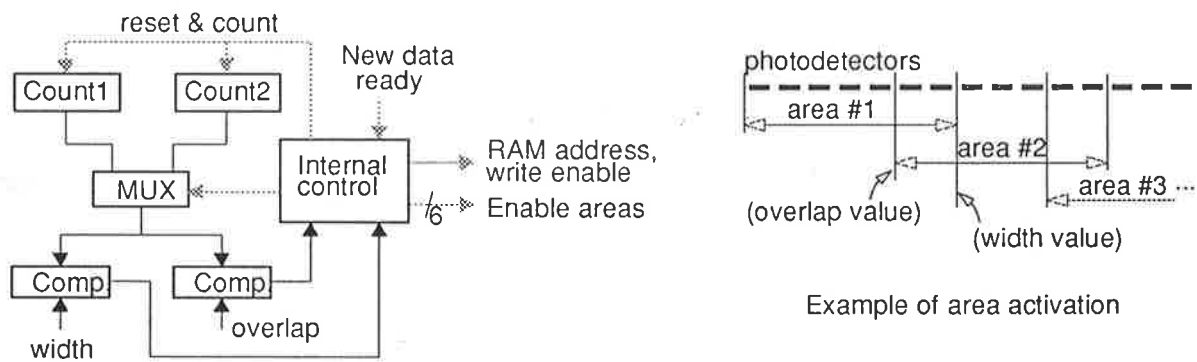 reset & count
New data
ready
Count1
Count2
MUX
Internal
control
RAM address,
write enable
/6
Enable areas
Comp
Comp
width
overlap
photodetectors
area #1
area #2
area #3 ...
(overlap value)
(width value)
Example of area activation